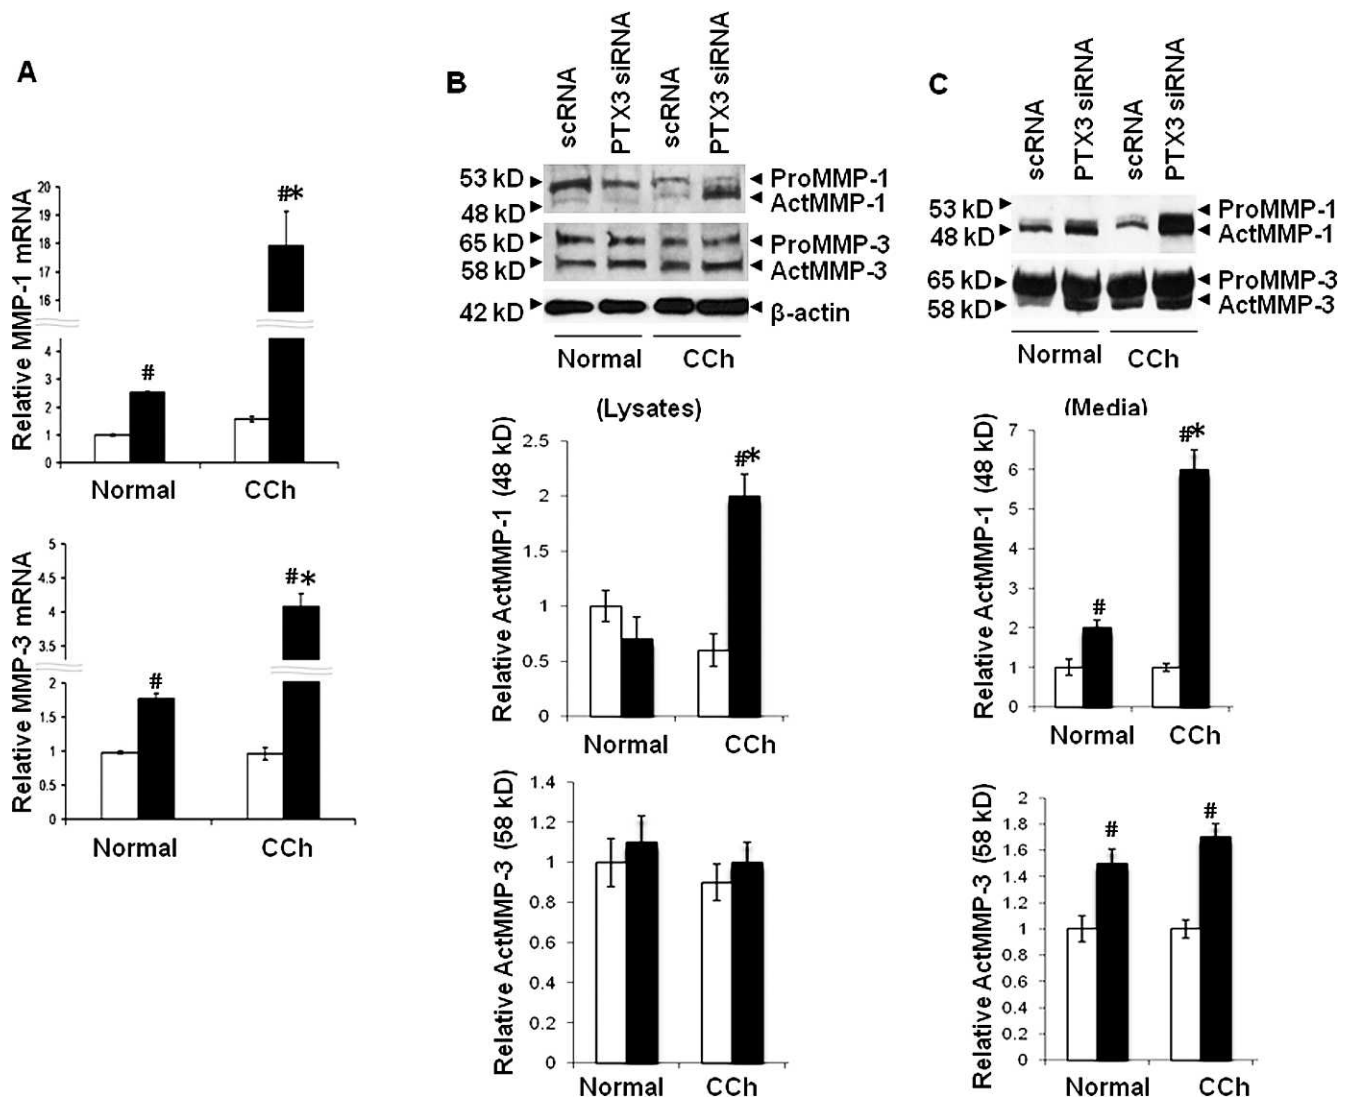 A
Relative MMP-1 mRNA
20
19
18
17
16
4
3
2
1
0
#
#*
Normal
CCh
Relative MMP-3 mRNA
5
4.5
4
3.5
2
1.5
1
0.5
0
#
#*
Normal
CCh
B
scRNA
PTX3 siRNA
scRNA
PTX3 siRNA
53 kD
48 kD
ProMMP-1
ActMMP-1
65 kD
58 kD
ProMMP-3
ActMMP-3
42 kD
β-actin
Normal
CCh
(Lysates)
Relative ActMMP-1 (48 kD)
2.5
2
1.5
1
0.5
0
#*
Normal
CCh
Relative ActMMP-3 (58 kD)
1.4
1.2
1
0.8
0.6
0.4
0.2
0
Normal
CCh
C
scRNA
PTX3 siRNA
scRNA
PTX3 siRNA
53 kD
48 kD
ProMMP-1
ActMMP-1
65 kD
58 kD
ProMMP-3
ActMMP-3
Normal
CCh
(Media)
Relative ActMMP-1 (48 kD)
7
6
5
4
3
2
1
0
#
#*
Normal
CCh
Relative ActMMP-3 (58 kD)
2
1.8
1.6
1.4
1.2
1
0.8
0.6
0.4
0.2
0
#
#
Normal
CCh